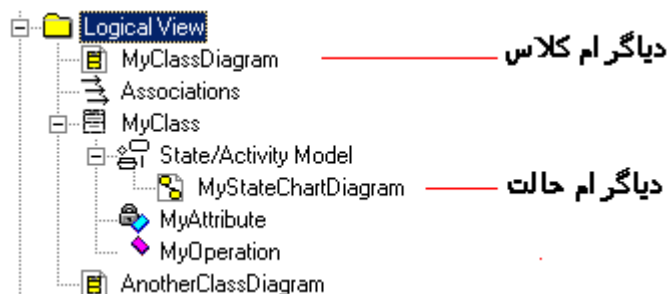 Logical View
MyClassDiagram دیاگرام کلاس
Associations
MyClass
State/Activity Model
MyStateChartDiagram دیاگرام حالت
MyAttribute
MyOperation
AnotherClassDiagram